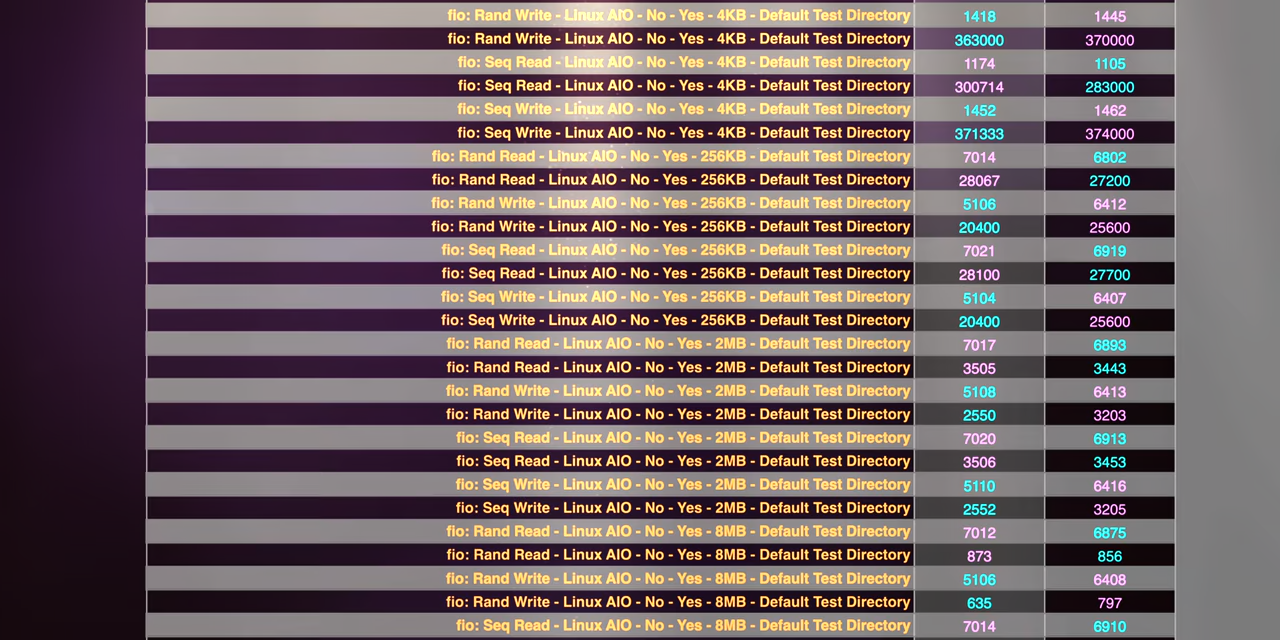 fio: Rand Write - Linux AIO - No - Yes - 4KB - Default Test Directory 1418 1445
fio: Rand Write - Linux AIO - No - Yes - 4KB - Default Test Directory 363000 370000
fio: Seq Read - Linux AIO - No - Yes - 4KB - Default Test Directory 1174 1105
fio: Seq Read - Linux AIO - No - Yes - 4KB - Default Test Directory 300714 283000
fio: Seq Write - Linux AIO - No - Yes - 4KB - Default Test Directory 1452 1462
fio: Seq Write - Linux AIO - No - Yes - 4KB - Default Test Directory 371333 374000
fio: Rand Read - Linux AIO - No - Yes - 256KB - Default Test Directory 7014 6802
fio: Rand Read - Linux AIO - No - Yes - 256KB - Default Test Directory 28067 27200
fio: Rand Write - Linux AIO - No - Yes - 256KB - Default Test Directory 5106 6412
fio: Rand Write - Linux AIO - No - Yes - 256KB - Default Test Directory 20400 25600
fio: Seq Read - Linux AIO - No - Yes - 256KB - Default Test Directory 7021 6919
fio: Seq Read - Linux AIO - No - Yes - 256KB - Default Test Directory 28100 27700
fio: Seq Write - Linux AIO - No - Yes - 256KB - Default Test Directory 5104 6407
fio: Seq Write - Linux AIO - No - Yes - 256KB - Default Test Directory 20400 25600
fio: Rand Read - Linux AIO - No - Yes - 2MB - Default Test Directory 7017 6893
fio: Rand Read - Linux AIO - No - Yes - 2MB - Default Test Directory 3505 3443
fio: Rand Write - Linux AIO - No - Yes - 2MB - Default Test Directory 5108 6413
fio: Rand Write - Linux AIO - No - Yes - 2MB - Default Test Directory 2550 3203
fio: Seq Read - Linux AIO - No - Yes - 2MB - Default Test Directory 7020 6913
fio: Seq Read - Linux AIO - No - Yes - 2MB - Default Test Directory 3506 3453
fio: Seq Write - Linux AIO - No - Yes - 2MB - Default Test Directory 5110 6416
fio: Seq Write - Linux AIO - No - Yes - 2MB - Default Test Directory 2552 3205
fio: Rand Read - Linux AIO - No - Yes - 8MB - Default Test Directory 7012 6875
fio: Rand Read - Linux AIO - No - Yes - 8MB - Default Test Directory 873 856
fio: Rand Write - Linux AIO - No - Yes - 8MB - Default Test Directory 5106 6408
fio: Rand Write - Linux AIO - No - Yes - 8MB - Default Test Directory 635 797
fio: Seq Read - Linux AIO - No - Yes - 8MB - Default Test Directory 7014 6910